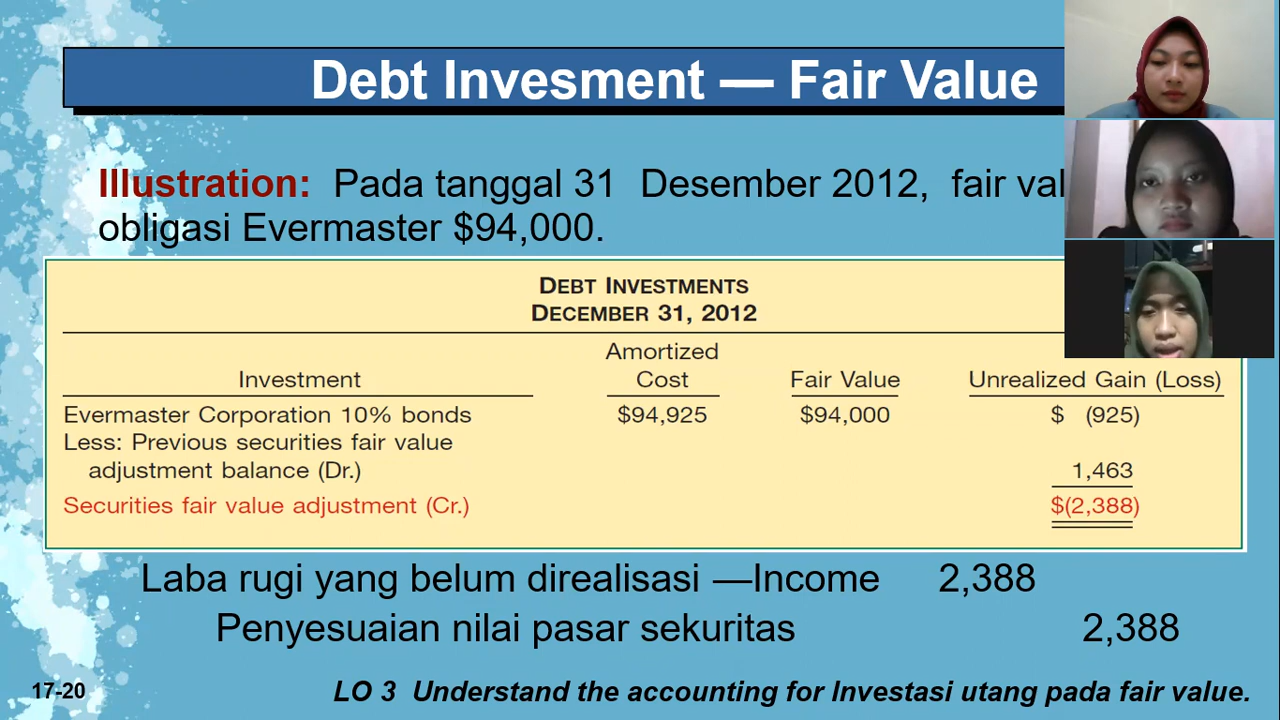 Debt Invesment — Fair Value
Illustration: Pada tanggal 31 Desember 2012, fair
obligasi Evermaster $94,000.
DEBT INVESTMENTS
DECEMBER 31, 2012
Amortized
Investment Cost Fair Value Unrealized Gain (Loss)
Evermaster Corporation 10% bonds $94,925 $94,000 $ (925)
Less: Previous securities fair value
adjustment balance (Dr.) 1,463
Securities fair value adjustment (Cr.) $(2,388)
Laba rugi yang belum direalisasi —Income 2,388
Penyesuaian nilai pasar sekuritas 2,388
17-20 LO 3 Understand the accounting for Investasi utang pada fair value.